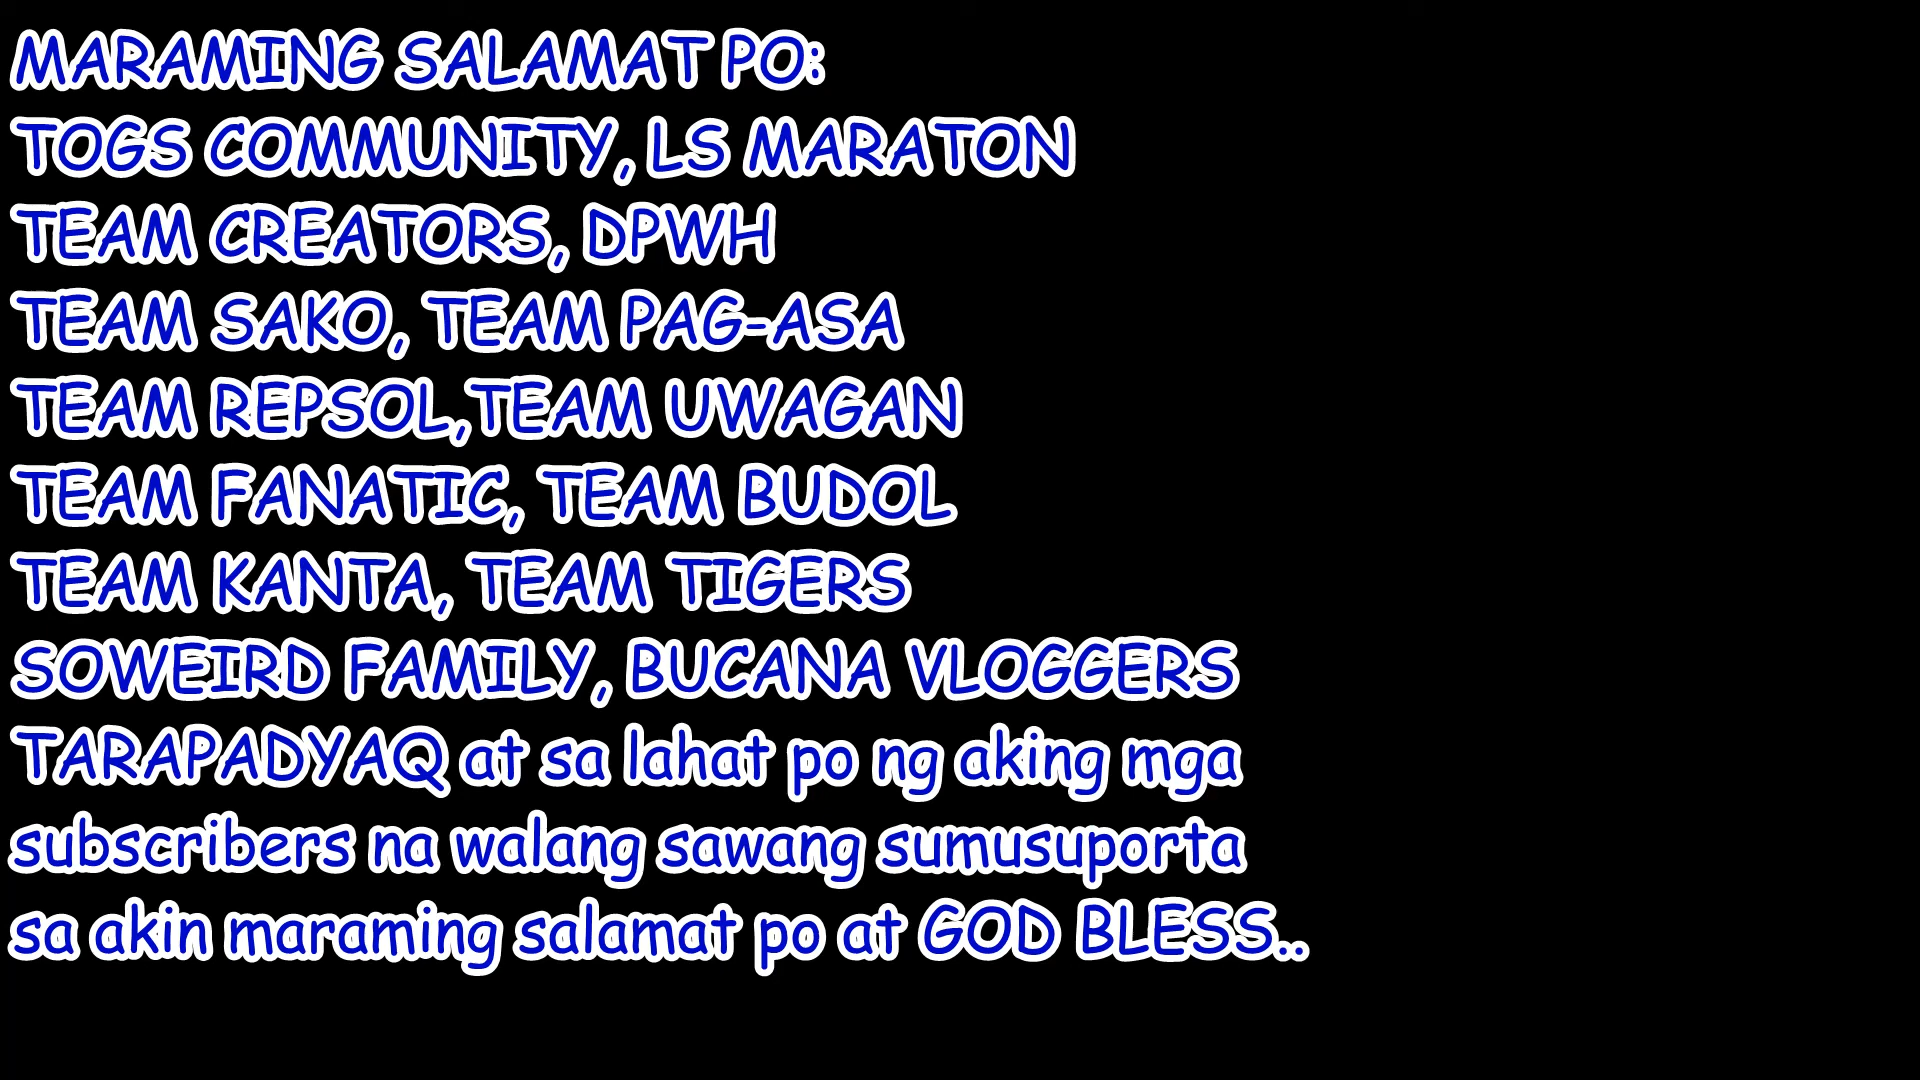 MARAMING SALAMAT PO:
TOGS COMMUNITY, LS MARATON
TEAM CREATORS, DPWH
TEAM SAKO, TEAM PAG-ASA
TEAM REPSOL,TEAM UWAGAN
TEAM FANATIC, TEAM BUDOL
TEAM KANTA, TEAM TIGERS
SOWEIRD FAMILY, BUCANA VLOGGERS
TARAPADYAQ at sa lahat po ng aking mga
subscribers na walang sawang sumusuporta
sa akin maraming salamat po at GOD BLESS..